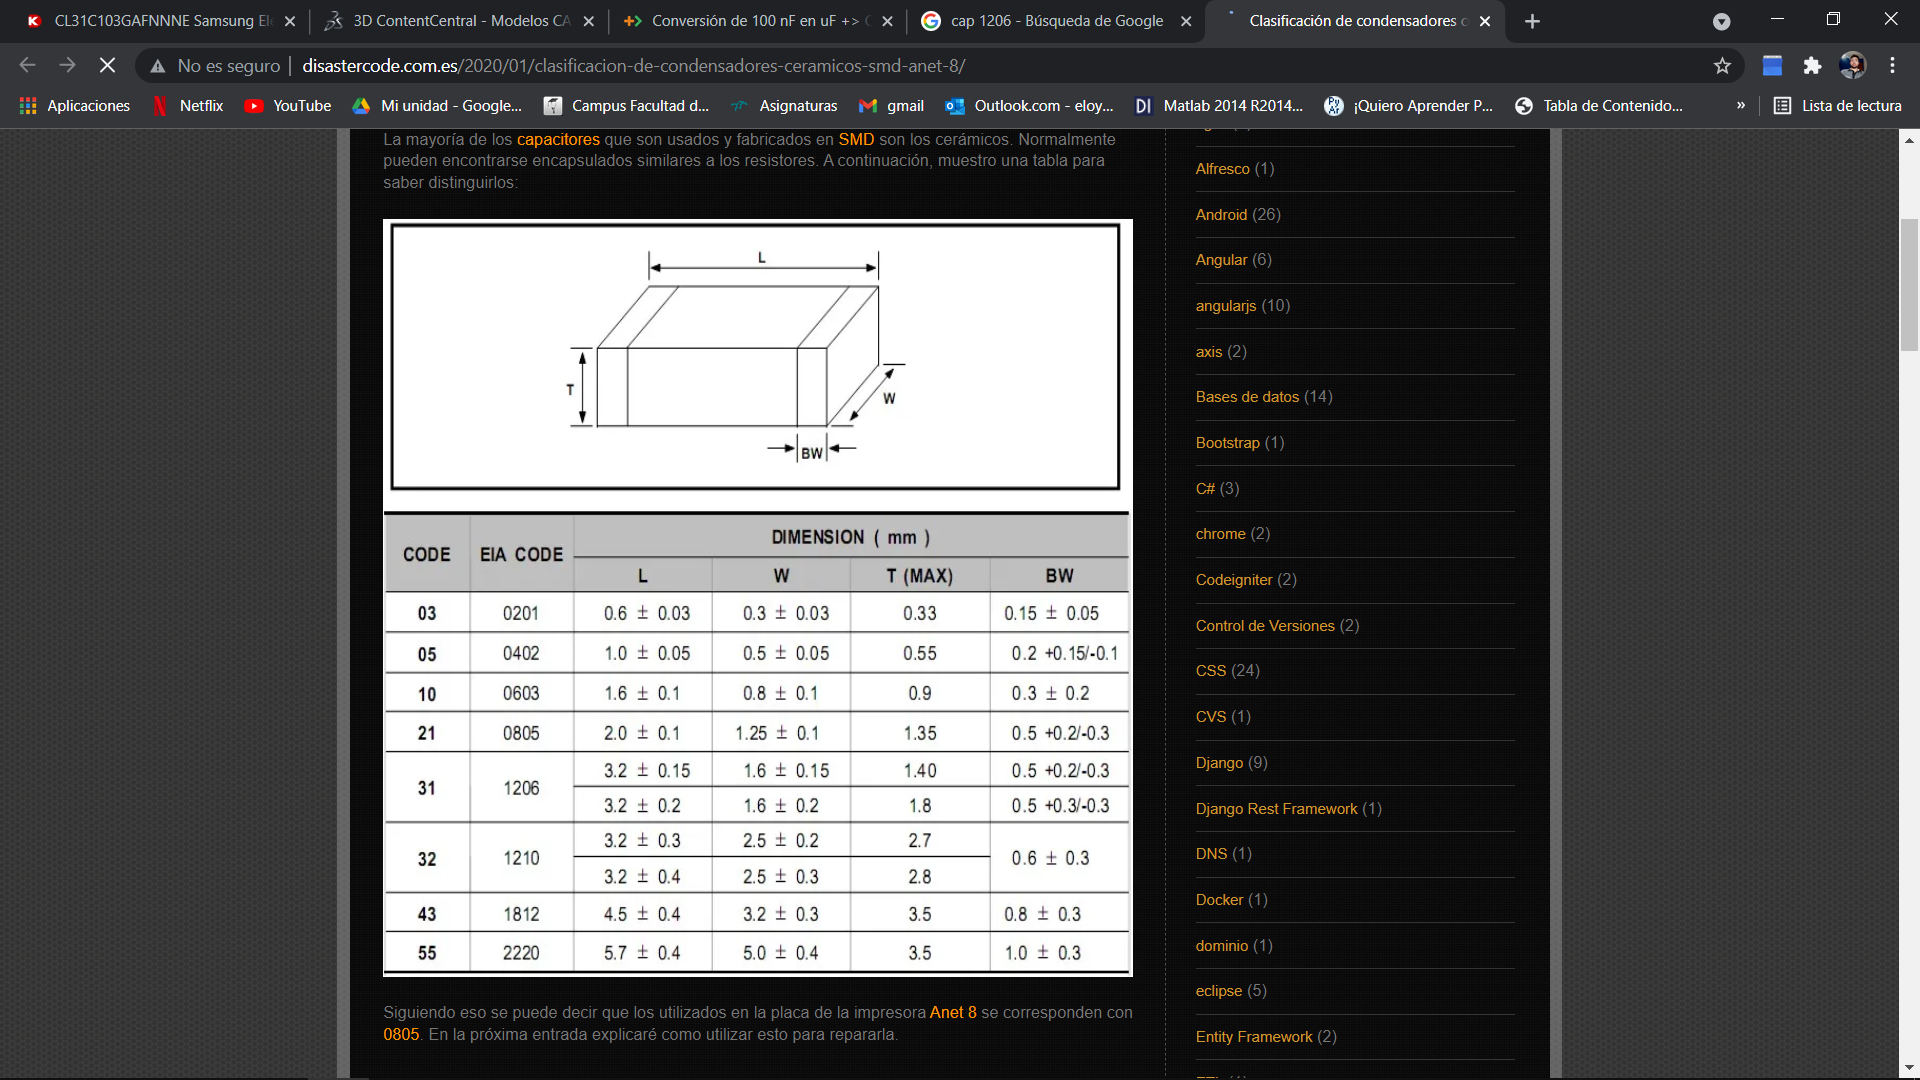 CL31C103GAFNNNE Samsung El
3D ContentCentral - Modelos CA
Conversión de 100 nF en uF +> C
cap 1206 - Búsqueda de Google
Clasificación de condensadores c
No es seguro
disastercode.com.es/2020/01/clasificacion-de-condensadores-ceramicos-smd-anet-8/
Aplicaciones
Netflix
YouTube
Mi unidad - Google...
Campus Facultad d...
Asignaturas
gmail
Outlook.com - eloy...
DI Matlab 2014 R2014...
¡Quiero Aprender P...
Tabla de Contenido...
»
Lista de lectura
La mayoría de los capacitores que son usados y fabricados en SMD son los cerámicos. Normalmente
pueden encontrarse encapsulados similares a los resistores. A continuación, muestro una tabla para
saber distinguirlos:
L
T
W
BW
CODE EIA CODE DIMENSION ( mm )
L W T (MAX) BW
03 0201 0.6 ± 0.03 0.3 ± 0.03 0.33 0.15 ± 0.05
05 0402 1.0 ± 0.05 0.5 ± 0.05 0.55 0.2 +0.15/-0.1
10 0603 1.6 ± 0.1 0.8 ± 0.1 0.9 0.3 ± 0.2
21 0805 2.0 ± 0.1 1.25 ± 0.1 1.35 0.5 +0.2/-0.3
31 1206 3.2 ± 0.15 1.6 ± 0.15 1.40 0.5 +0.2/-0.3
3.2 ± 0.2 1.6 ± 0.2 1.8 0.5 +0.3/-0.3
32 1210 3.2 ± 0.3 2.5 ± 0.2 2.7 0.6 ± 0.3
3.2 ± 0.4 2.5 ± 0.3 2.8
43 1812 4.5 ± 0.4 3.2 ± 0.3 3.5 0.8 ± 0.3
55 2220 5.7 ± 0.4 5.0 ± 0.4 3.5 1.0 ± 0.3
Siguiendo eso se puede decir que los utilizados en la placa de la impresora Anet 8 se corresponden con
0805. En la próxima entrada explicaré como utilizar esto para repararla.
Alfresco (1)
Android (26)
Angular (6)
angularjs (10)
axis (2)
Bases de datos (14)
Bootstrap (1)
C# (3)
chrome (2)
Codeigniter (2)
Control de Versiones (2)
CSS (24)
CVS (1)
Django (9)
Django Rest Framework (1)
DNS (1)
Docker (1)
dominio (1)
eclipse (5)
Entity Framework (2)